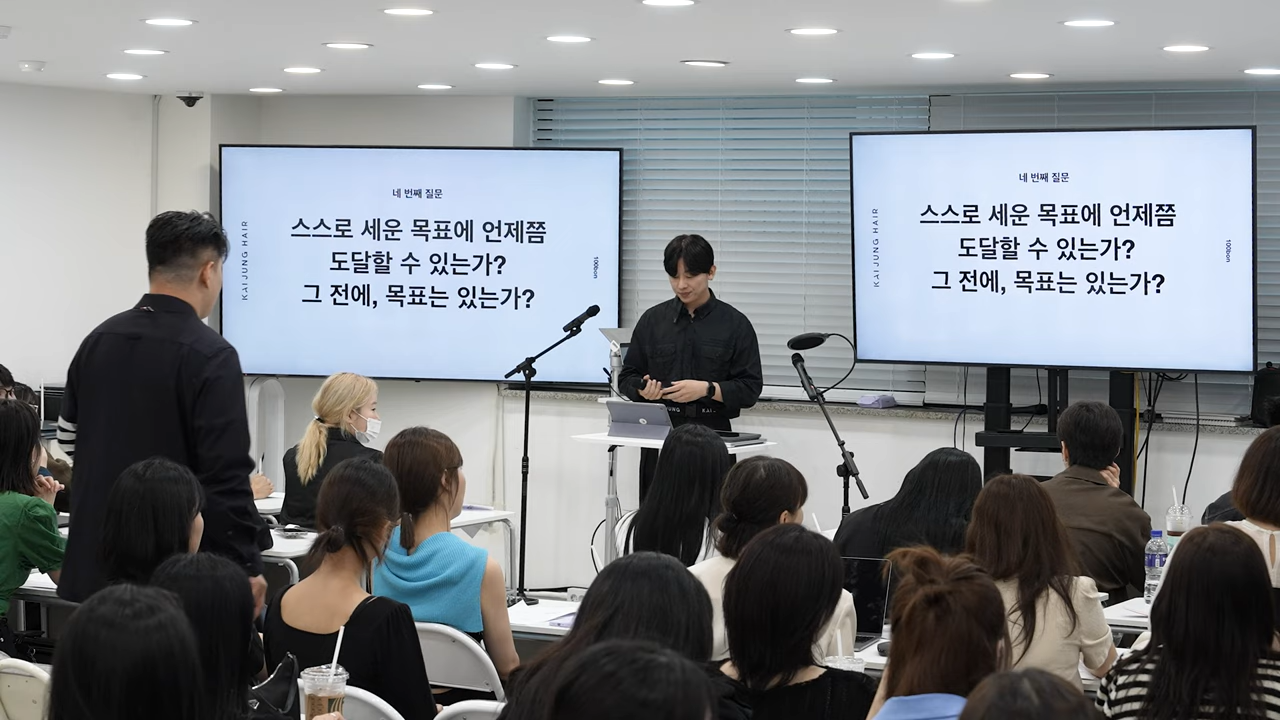 네 번째 질문
스스로 세운 목표에 언제쯤
도달할 수 있는가?
그 전에, 목표는 있는가?
KAI JUNG HAIR
100bon
네 번째 질문
스스로 세운 목표에 언제쯤
도달할 수 있는가?
그 전에, 목표는 있는가?
KAI JUNG HAIR
100bon